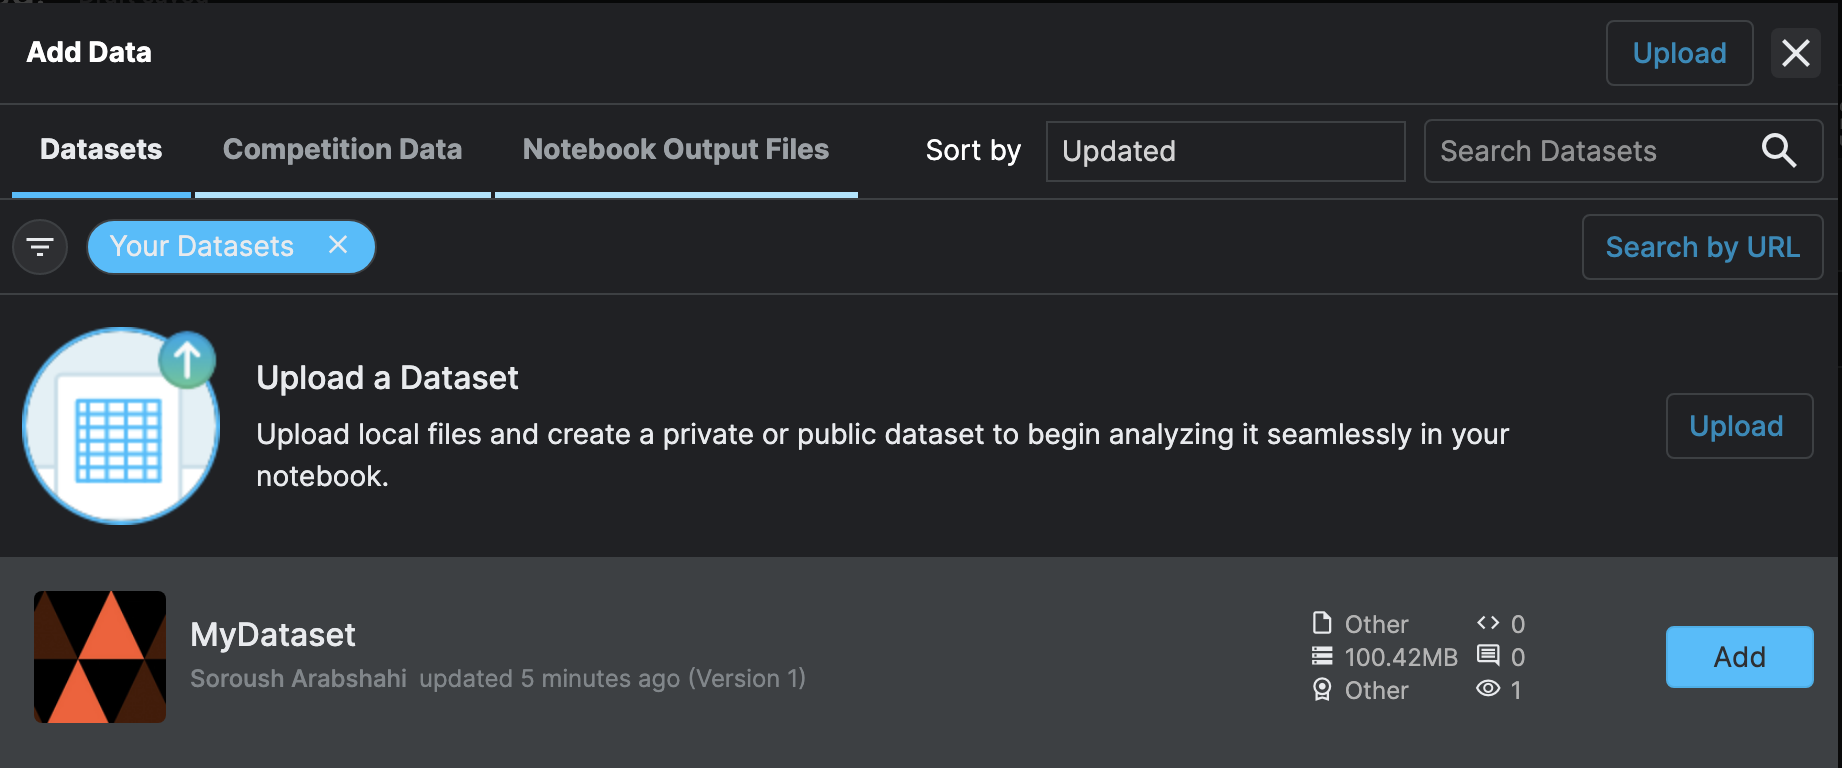 Add Data
Upload
Datasets
Competition Data
Notebook Output Files
Sort by
Updated
Search Datasets
Your Datasets
Search by URL
Upload a Dataset
Upload local files and create a private or public dataset to begin analyzing it seamlessly in your
notebook.
Upload
MyDataset
Soroush Arabshahi updated 5 minutes ago (Version 1)
Other
0
100.42MB
0
Other
1
Add